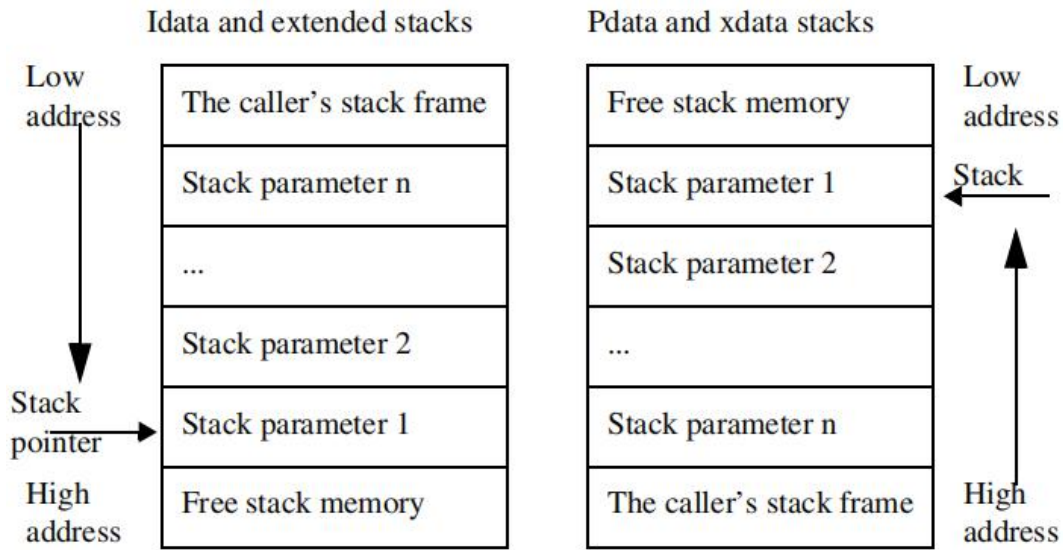 Idata and extended stacks
Low
address
The caller's stack frame
Stack parameter n
...
Stack parameter 2
Stack
pointer
Stack parameter 1
High
address
Free stack memory
Pdata and xdata stacks
Free stack memory
Low
address
Stack parameter 1
Stack
Stack parameter 2
...
Stack parameter n
The caller's stack frame
High
address